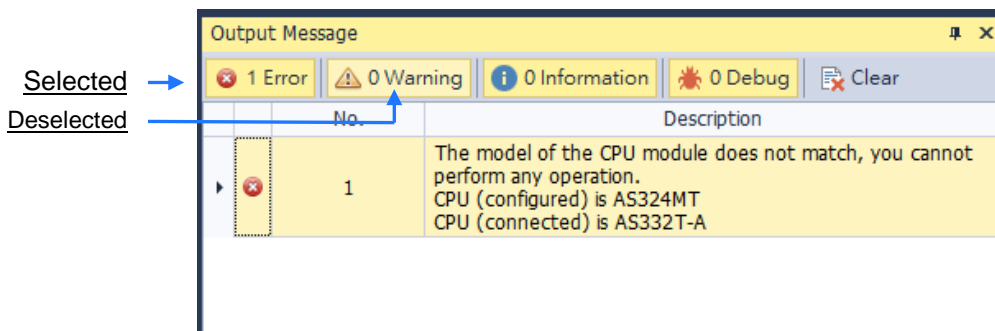 Output Message
Selected
1 Error 0 Warning 0 Information 0 Debug Clear
Deselected
No. Description
The model of the CPU module does not match, you cannot
perform any operation.
1
CPU (configured) is AS324MT
CPU (connected) is AS332T-A